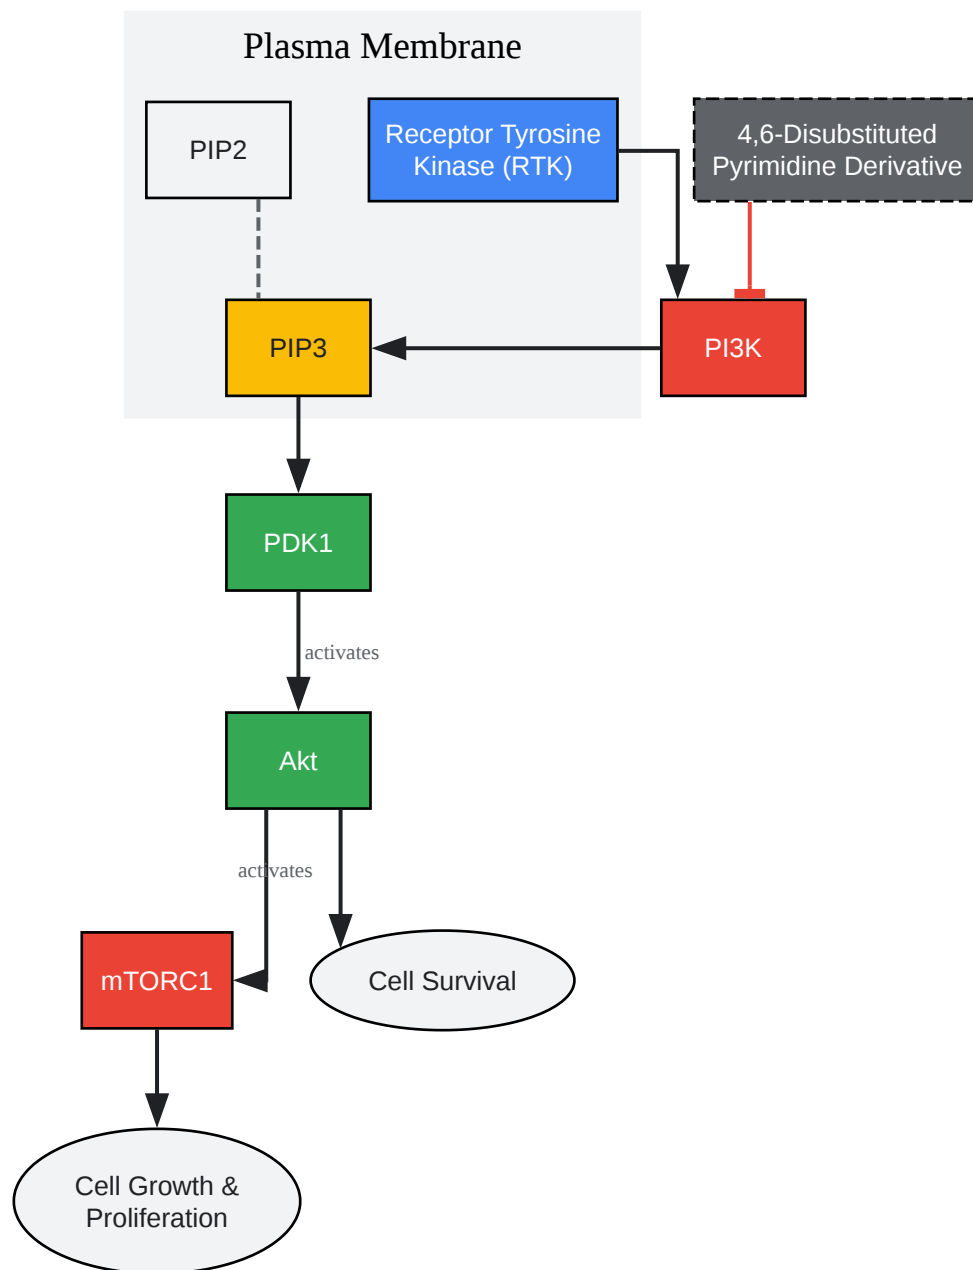 Plasma Membrane
PIP2
Receptor Tyrosine
Kinase (RTK)
4,6-Disubstituted
Pyrimidine Derivative
PIP3
PI3K
PDK1
activates
Akt
activates
mTORC1
Cell Survival
Cell Growth &
Proliferation